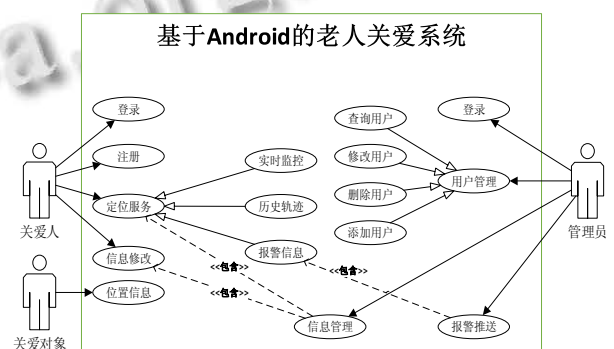 基于Android的老人关爱系统
登录
查询用户
登录
注册
实时监控
修改用户
用户管理
定位服务
历史轨迹
删除用户
关爱人
管理员
添加用户
信息修改
报警信息
<<包含>>
<<包含>>
位置信息
<<包含>>
信息管理
报警推送
关爱对象